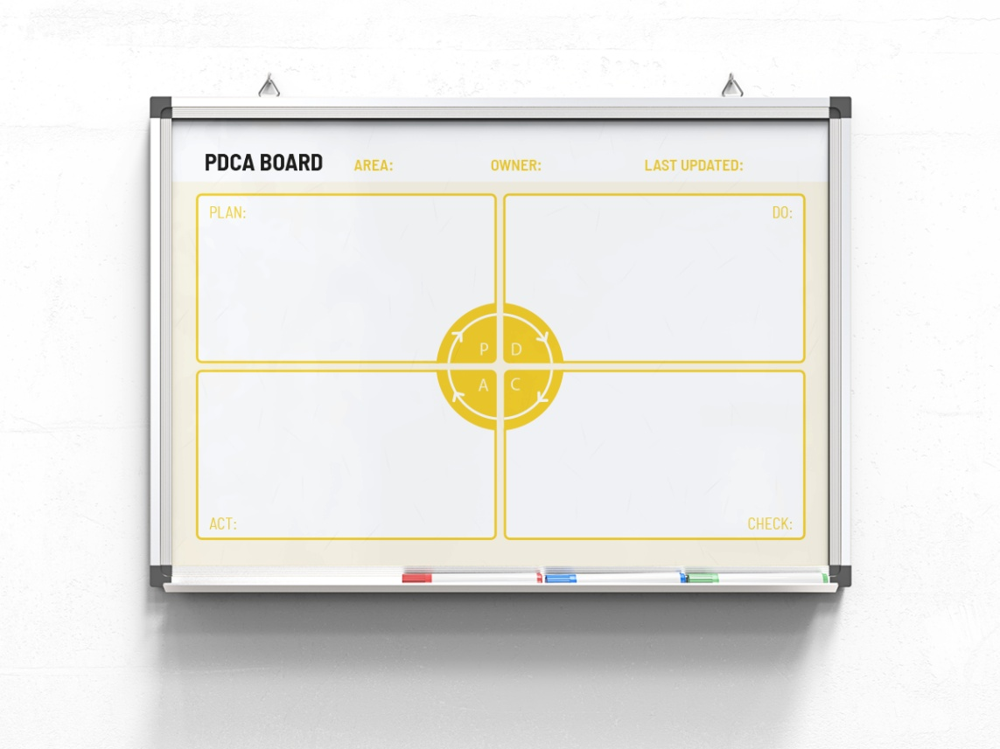 PDCA BOARD AREA: OWNER: LAST UPDATED:
PLAN: DO:
P D
A C
ACT: CHECK: